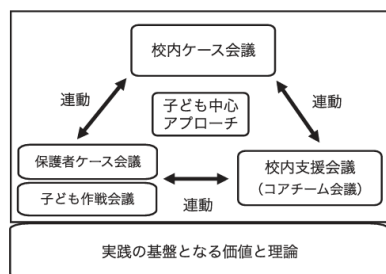 校内ケース会議
連動
連動
子ども中心
アプローチ
保護者ケース会議
子ども作戦会議
校内支援会議
（コアチーム会議）
連動
実践の基盤となる価値と理論